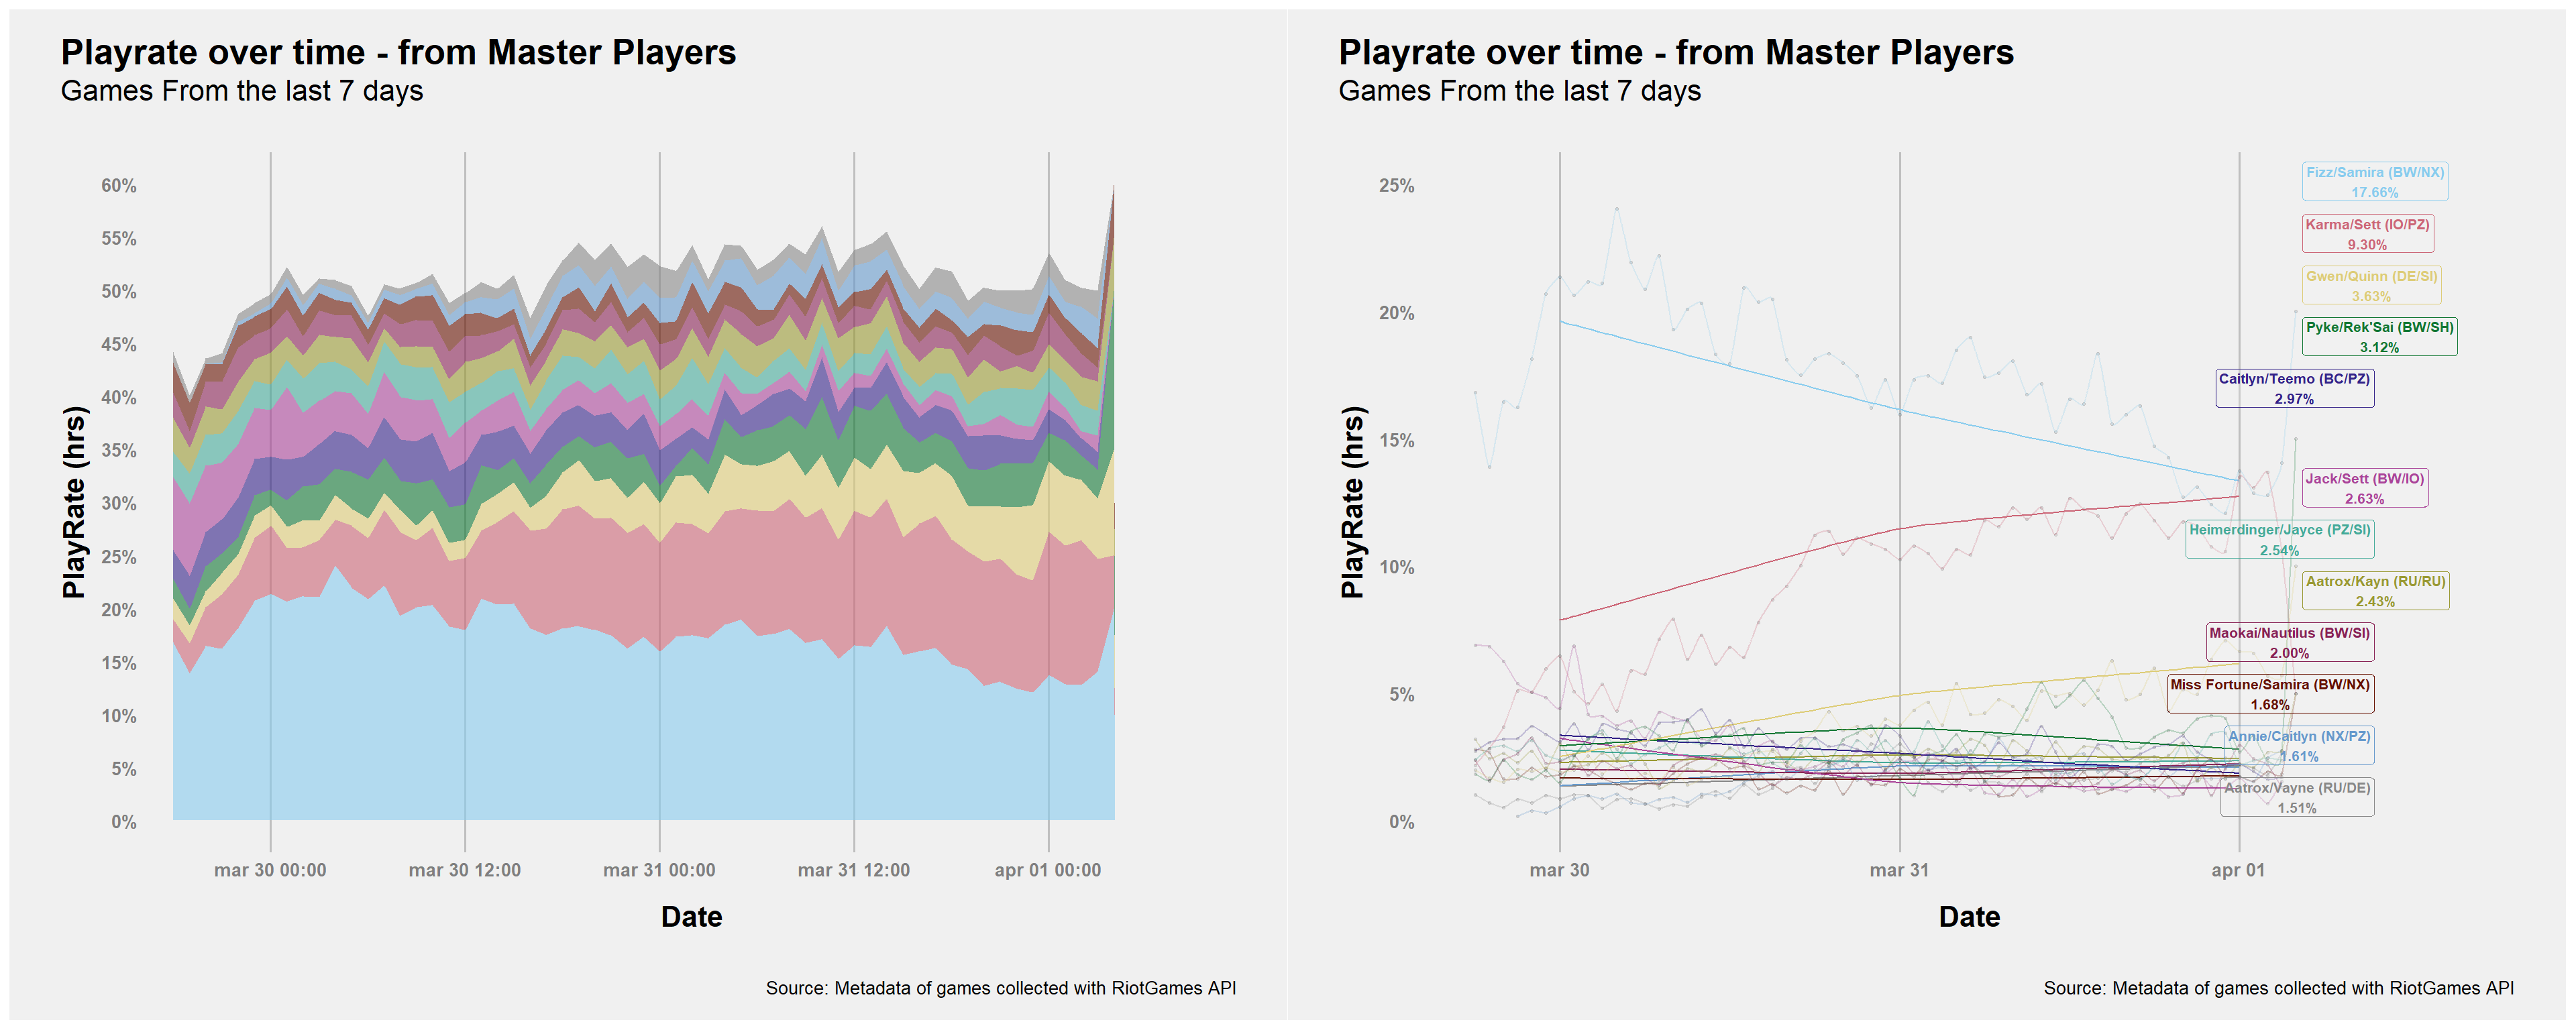 Playrate over time - from Master Players
Games From the last 7 days
60%
55%
50%
45%
40%
35%
30%
25%
20%
15%
10%
5%
0%
PlayRate (hrs)
mar 30 00:00
mar 30 12:00
mar 31 00:00
mar 31 12:00
apr 01 00:00
Date
Source: Metadata of games collected with RiotGames API
Playrate over time - from Master Players
Games From the last 7 days
25%
20%
15%
10%
5%
0%
PlayRate (hrs)
Fizz/Samira (BW/NX)
17.66%
Karma/Sett (IO/PZ)
9.30%
Gwen/Quinn (DE/SI)
3.63%
Pyke/Rek'Sai (BW/SH)
3.12%
Caitlyn/Teemo (BC/PZ)
2.97%
Jack/Sett (BW/IO)
2.63%
Heimerdinger/Jayce (PZ/SI)
2.54%
Aatrox/Kayn (RU/RU)
2.43%
Maokai/Nautilus (BW/SI)
2.00%
Miss Fortune/Samira (BW/NX)
1.68%
Annie/Caitlyn (NX/PZ)
1.61%
Aatrox/Vayne (RU/DE)
1.51%
mar 30
mar 31
apr 01
Date
Source: Metadata of games collected with RiotGames API